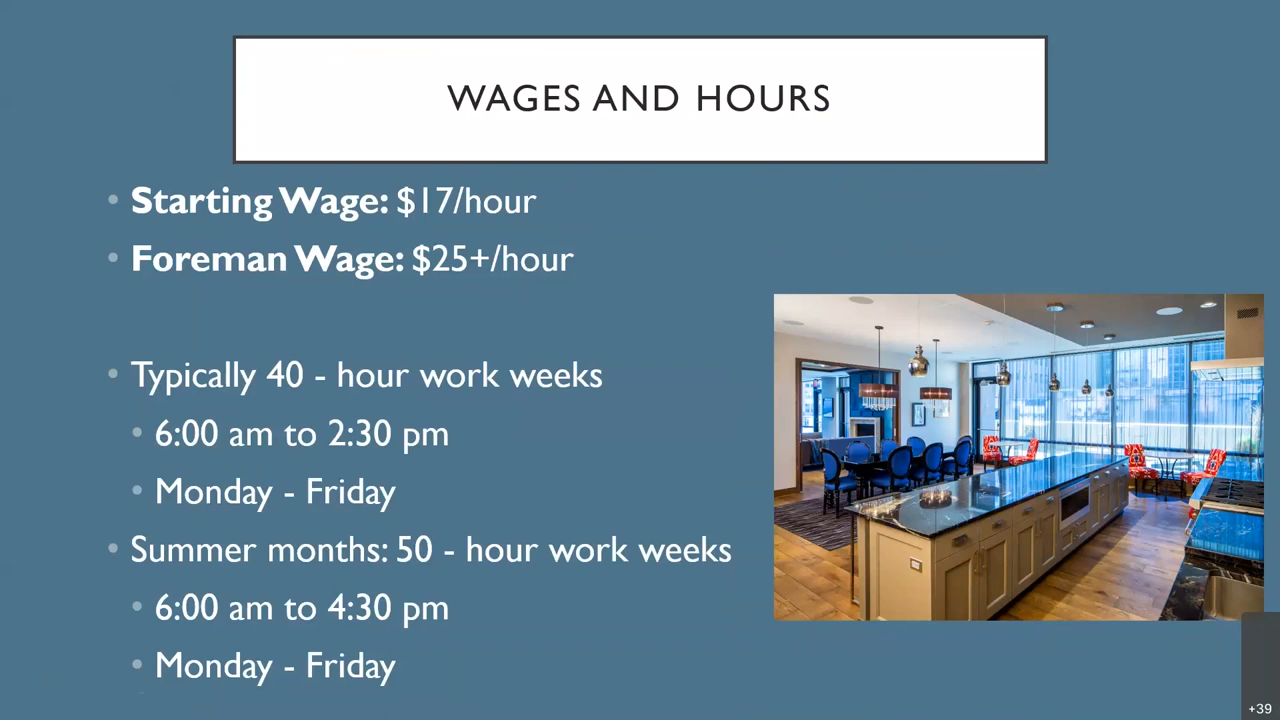 WAGES AND HOURS
• Starting Wage: $17/hour
• Foreman Wage: $25+/hour
• Typically 40 - hour work weeks
• 6:00 am to 2:30 pm
• Monday - Friday
• Summer months: 50 - hour work weeks
• 6:00 am to 4:30 pm
• Monday - Friday
+39